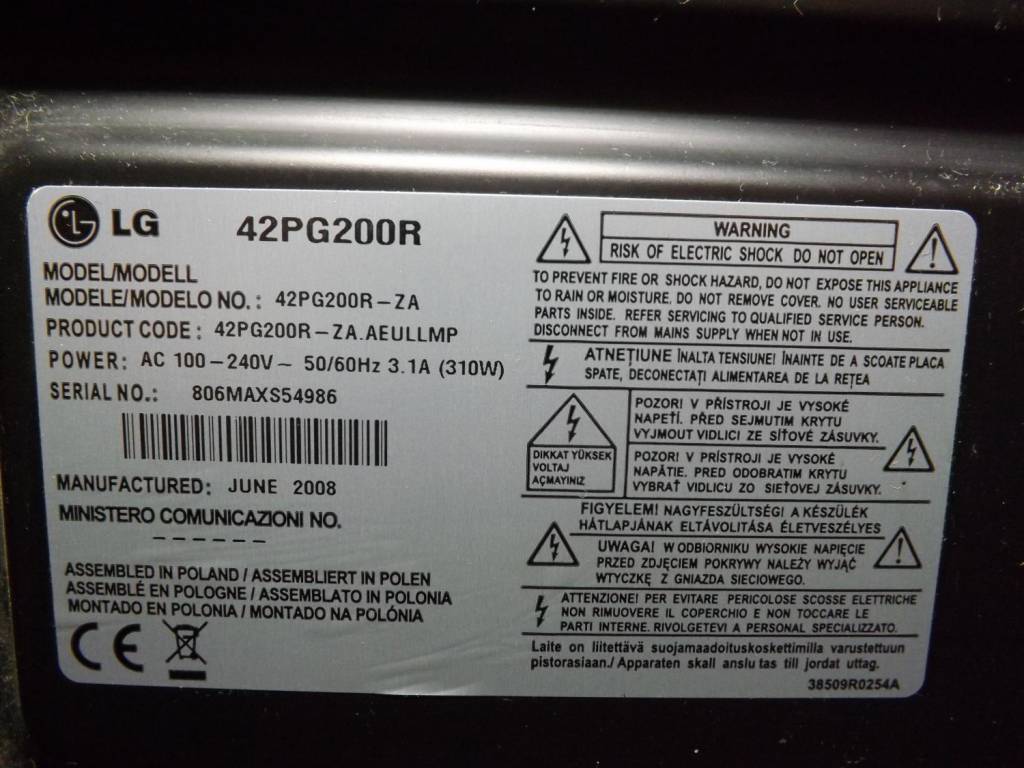 LG
42PG200R
MODEL/MODELL
MODELE/MODELO NO.: 42PG200R-ZA
PRODUCT CODE: 42PG200R-ZA.AEULLMP
POWER: AC 100-240V~ 50/60Hz 3.1A (310W)
SERIAL NO.: 806MAXS54986
MANUFACTURED: JUNE 2008
MINISTERO COMUNICAZIONI NO.
------
ASSEMBLED IN POLAND / ASSEMBLIERT IN POLEN
ASSEMBLÉ EN POLOGNE / ASSEMBLATO IN POLONIA
MONTADO EN POLONIA / MONTADO NA POLÓNIA
CE
WARNING
RISK OF ELECTRIC SHOCK DO NOT OPEN
TO PREVENT FIRE OR SHOCK HAZARD, DO NOT EXPOSE THIS APPLIANCE
TO RAIN OR MOISTURE. DO NOT REMOVE COVER. NO USER SERVICEABLE
PARTS INSIDE. REFER SERVICING TO QUALIFIED SERVICE PERSON.
DISCONNECT FROM MAINS SUPPLY WHEN NOT IN USE.
ATNEȚIUNE ÎNALTA TENSIUNE! ÎNAINTE DE A SCOATE PLACA
SPATE, DECONECTAȚI ALIMENTAREA DE LA REȚEA
DIKKAT YÜKSEK
VOLTAJ
AÇMAYINIZ
POZOR! V PŘÍSTROJI JE VYSOKÉ
NAPETÍ. PŘED SEJMUTIM KRYTU
VYJMOUT VIDLICI ZE SÍŤOVÉ ZÁSUVKY.
POZOR! V PRÍSTROJI JE VYSOKÉ
NAPÄTIE. PRED ODOBRATIM KRYTU
VYBRAŤ VIDLICU ZO SIEŤOVEJ ZÁSUVKY.
FIGYELEM! NAGYFESZÜLTSÉG! A KÉSZÜLÉK
HÁTLAPJÁNAK ELTÁVOLITÁSA ÉLETVESZÉLYES
UWAGA! W ODBIORNIKU WYSOKIE NAPIĘCIE
PRZED ZDJĘCIEM POKRYWY NALEŻY WYJĄĆ
WTYCZKĘ Z GNIAZDA SIECIOWEGO.
ATTENZIONE! PER EVITARE PERICOLOSE SCOSSE ELETTRICHE
NON RIMUOVERE IL COPERCHIO E NON TOCCARE LE
PARTI INTERNE. RIVOLGETEVI A PERSONAL SPECIALIZZATO.
Laite on liitettävä suojamaadoituskoskettimilla varustettuun
pistorasiaan./ Apparaten skall anslutas till jordat uttag.
38509R0254A